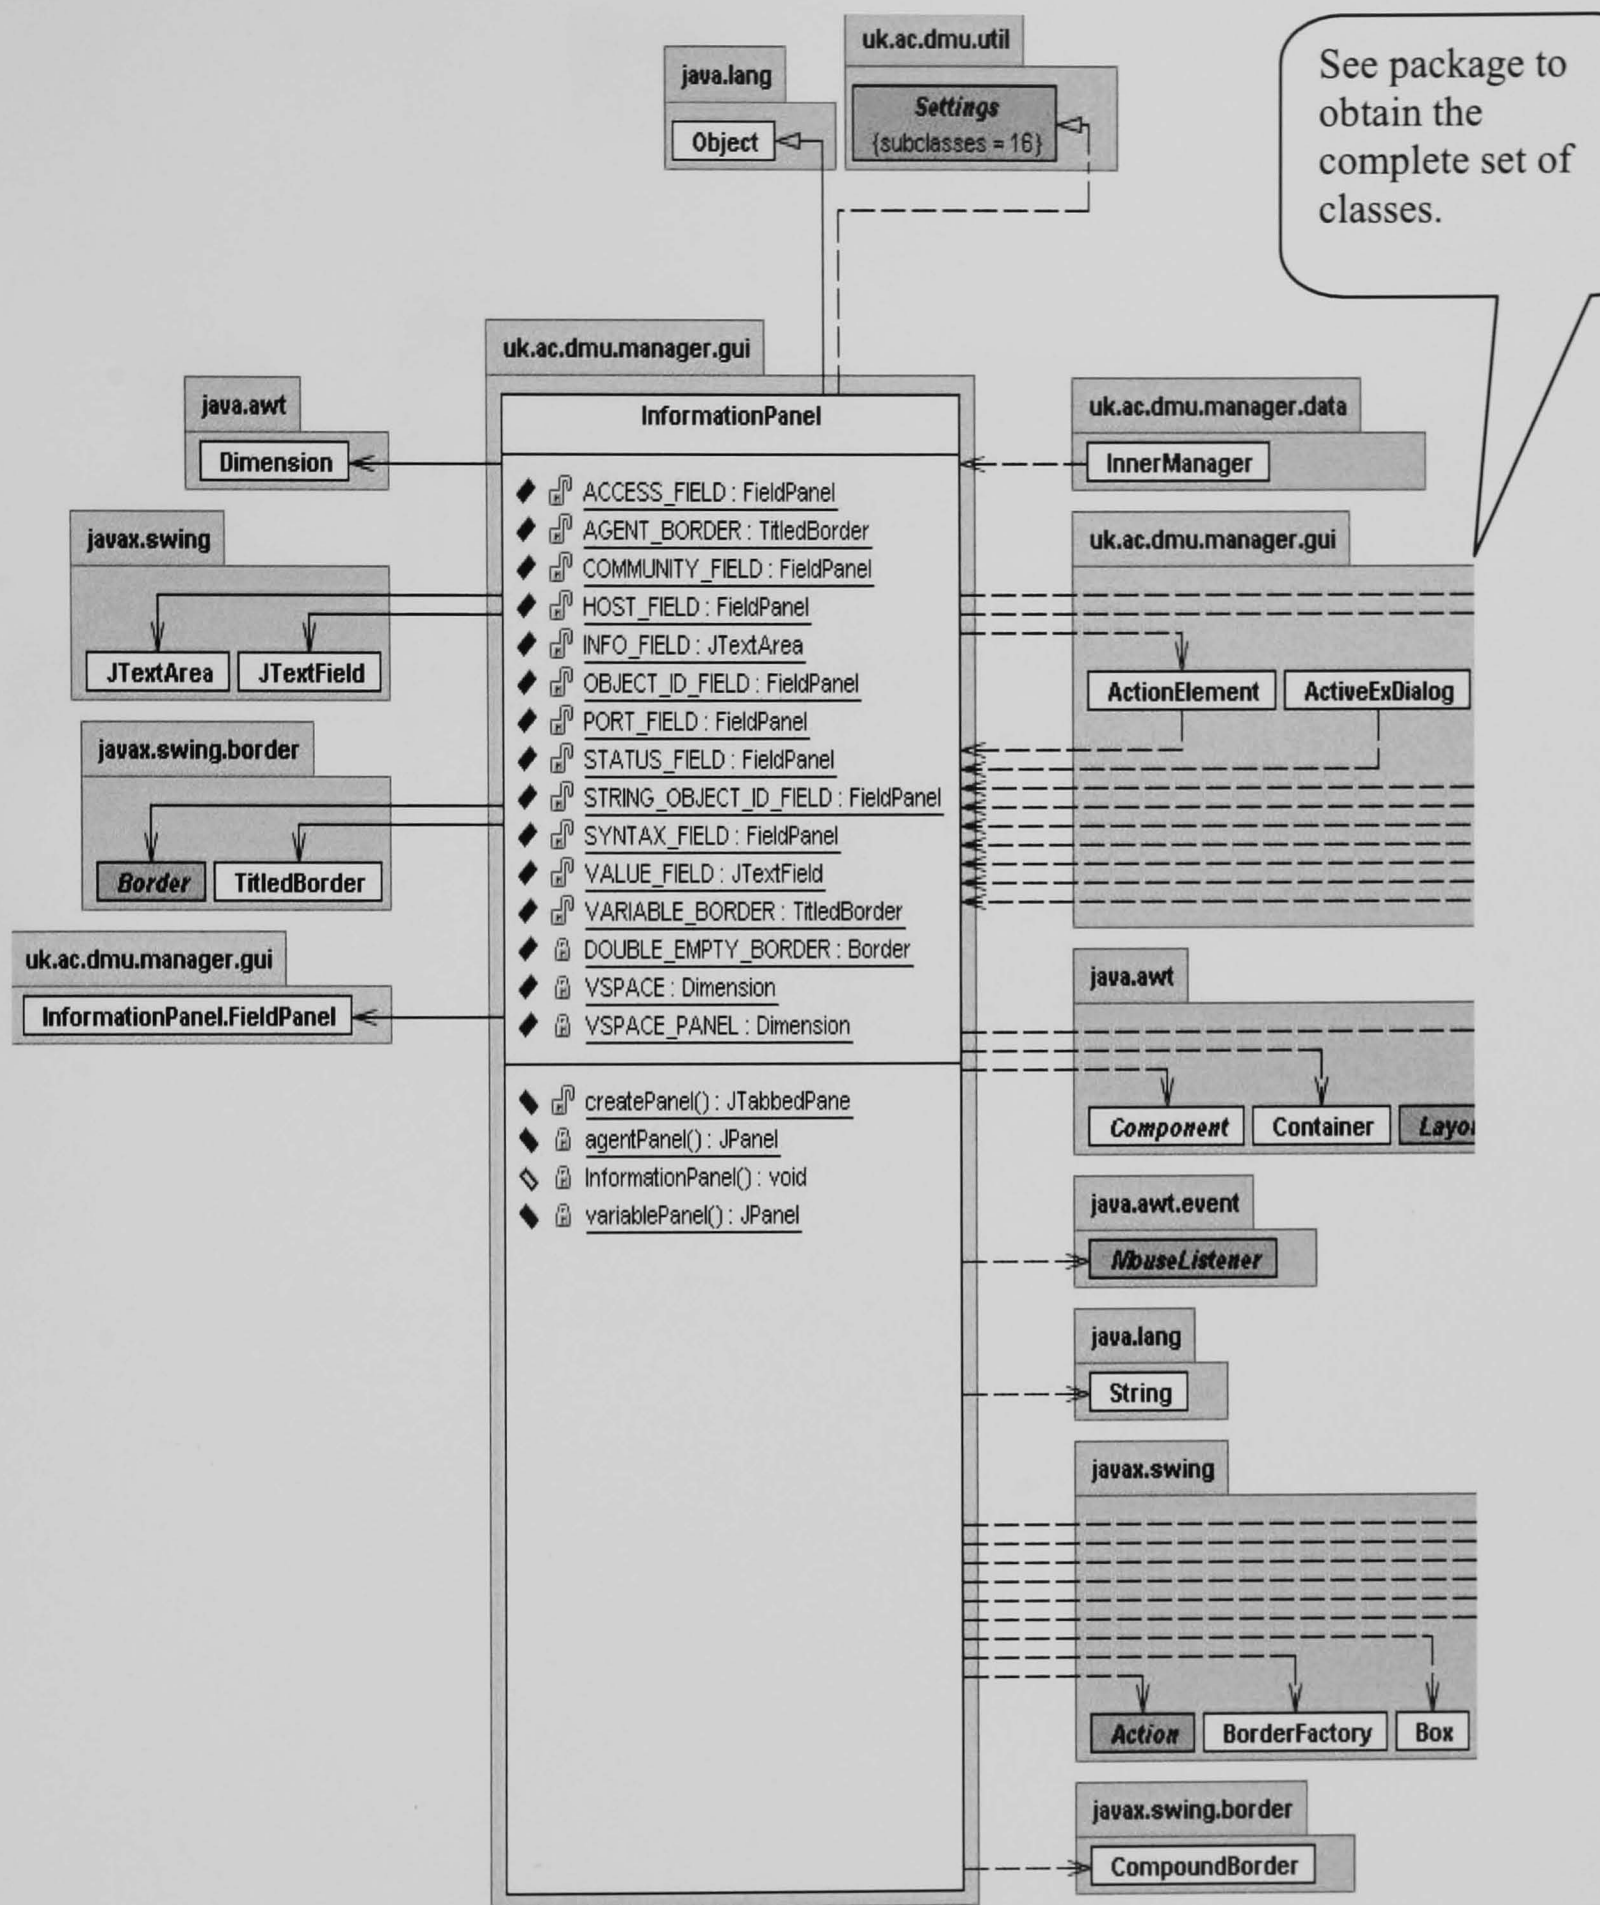 uk.ac.dmu.util
java.lang
Settings
{subclasses = 16}
Object
See package to
obtain the
complete set of
classes.
uk.ac.dmu.manager.gui
InformationPanel
ACCESS_FIELD : FieldPanel
AGENT_BORDER : TitledBorder
COMMUNITY_FIELD : FieldPanel
HOST_FIELD : FieldPanel
INFO_FIELD : JTextArea
OBJECT_ID_FIELD : FieldPanel
PORT_FIELD : FieldPanel
STATUS_FIELD : FieldPanel
STRING_OBJECT_ID_FIELD : FieldPanel
SYNTAX_FIELD : FieldPanel
VALUE_FIELD : JTextField
VARIABLE_BORDER : TitledBorder
DOUBLE_EMPTY_BORDER : Border
VSPACE : Dimension
VSPACE_PANEL : Dimension
createPanel() : JTabbedPane
agentPanel() : JPanel
InformationPanel() : void
variablePanel() : JPanel
java.awt
Dimension
javax.swing
JTextArea
JTextField
javax.swing.border
Border
TitledBorder
uk.ac.dmu.manager.gui
InformationPanel.FieldPanel
uk.ac.dmu.manager.data
InnerManager
uk.ac.dmu.manager.gui
ActionElement
ActiveExDialog
java.awt
Component
Container
Layou
java.awt.event
MouseListener
java.lang
String
javax.swing
Action
BorderFactory
Box
javax.swing.border
CompoundBorder